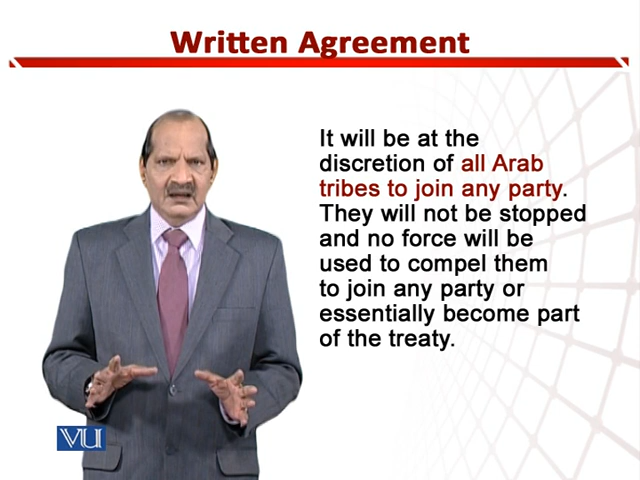 Written Agreement
It will be at the
discretion of all Arab
tribes to join any party.
They will not be stopped
and no force will be
used to compel them
to join any party or
essentially become part
of the treaty.
VU